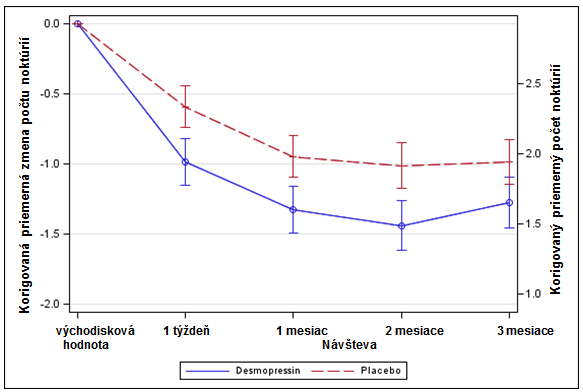 Korigovaná priemerná zmena počtu noktúrií
0.0
-0.5
-1.0
-1.5
-2.0
2.5
2.0
1.5
1.0
Korigovaný priemerný počet noktúrií
východisková hodnota
1 týždeň
1 mesiac
2 mesiace
3 mesiace
Návšteva
Desmopressin
Placebo